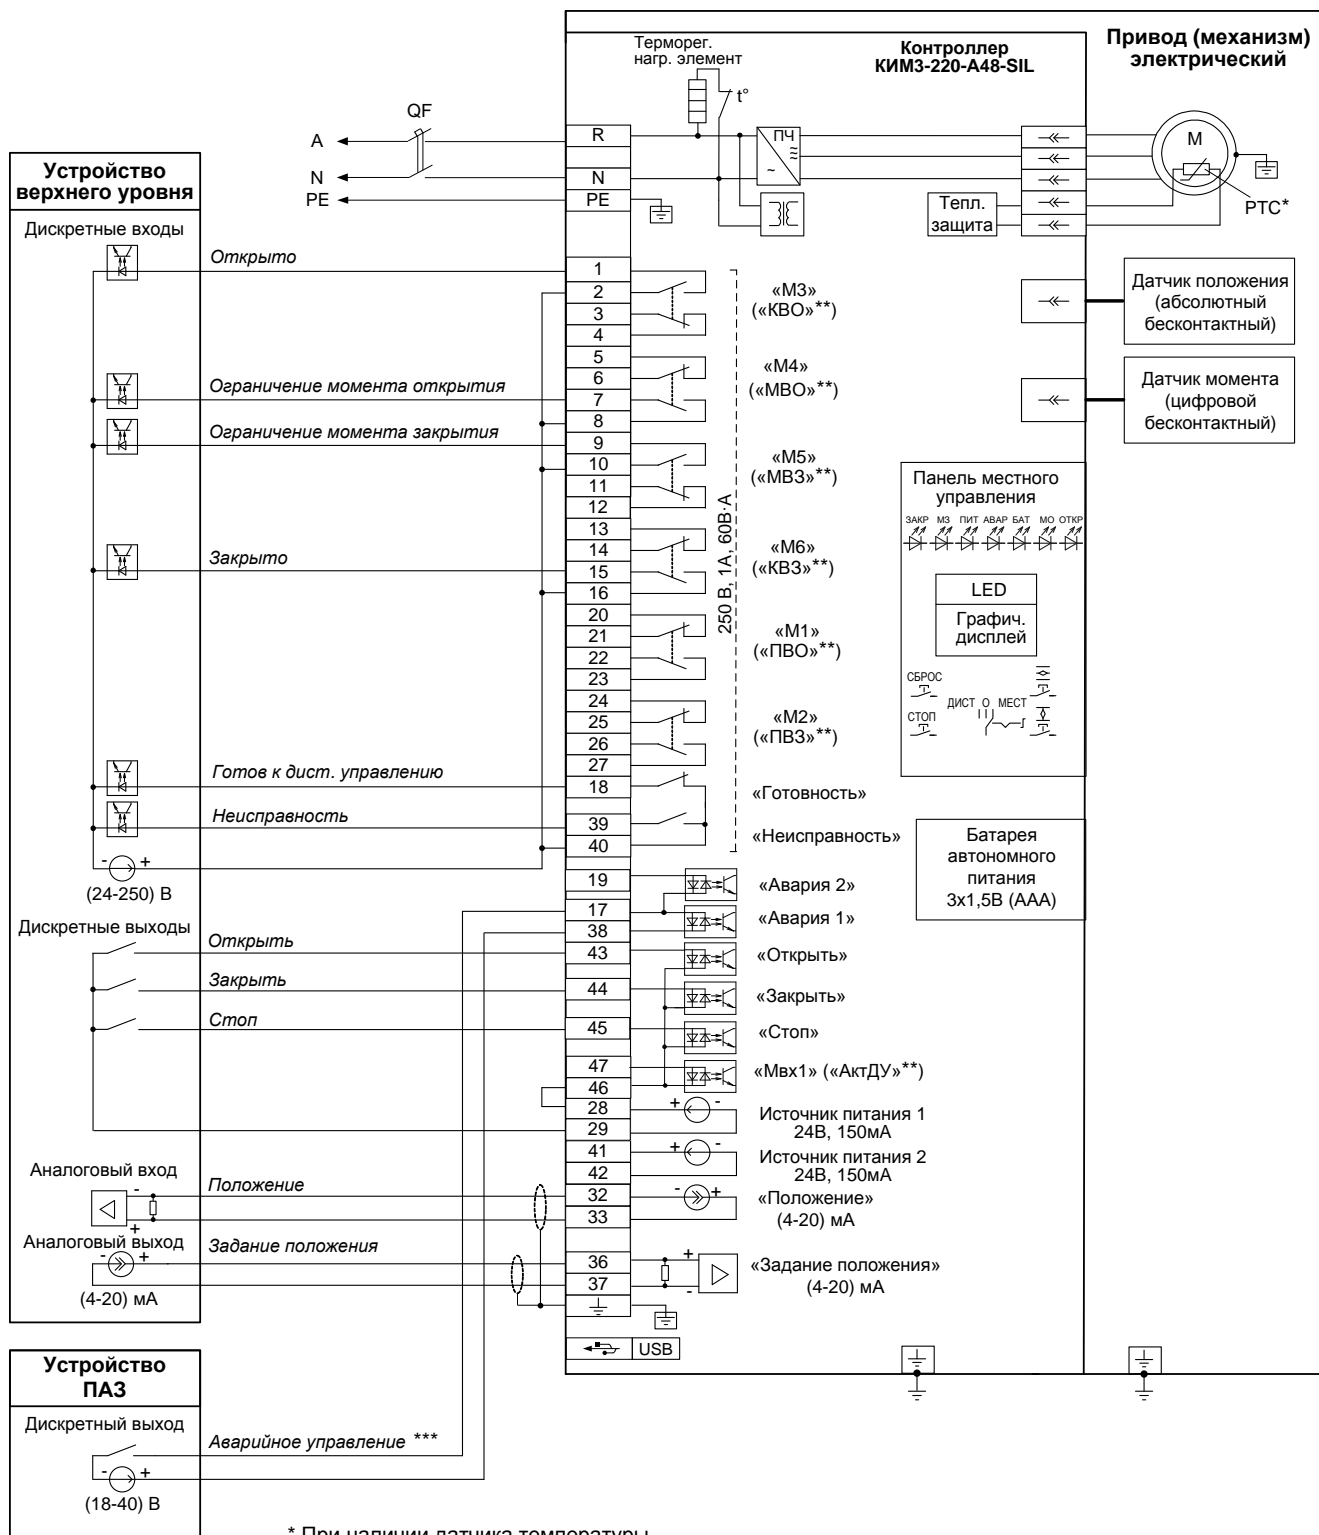 Привод (механизм)
электрический
Контроллер
КИМ3-220-А48-SIL
Терморег.
нагр. элемент
t°
QF
A
N
PE
R
N
PE
ПЧ
≈
~
M
PTC*
Тепл.
защита
Устройство
верхнего уровня
Дискретные входы
Открыто
1
2
3
4
«М3»
(«КВО»**)
Датчик положения
(абсолютный
бесконтактный)
5
6
7
8
«М4»
(«МВО»**)
Ограничение момента открытия
Датчик момента
(цифровой
бесконтактный)
Ограничение момента закрытия
9
10
11
12
«М5»
(«МВЗ»**)
Панель местного
управления
ЗАКР МЗ ПИТ АВАР БАТ МО ОТКР
LED
Графич.
дисплей
СБРОС
СТОП
ДИСТ О МЕСТ
Закрыто
13
14
15
16
«М6»
(«КВЗ»**)
250 В, 1А, 60В·А
20
21
22
23
«М1»
(«ПВО»**)
24
25
26
27
«М2»
(«ПВЗ»**)
Готов к дист. управлению
18
«Готовность»
Неисправность
39
40
«Неисправность»
Батарея
автономного
питания
3х1,5В (ААА)
- +
(24-250) В
19
«Авария 2»
17
38
«Авария 1»
Дискретные выходы
Открыть
43
«Открыть»
Закрыть
44
«Закрыть»
Стоп
45
«Стоп»
47
46
«Мвх1» («АктДУ»**)
28
29
+ -
Источник питания 1
24В, 150мА
41
42
+ -
Источник питания 2
24В, 150мА
Аналоговый вход
-
+
Положение
32
33
- +
«Положение»
(4-20) мА
Аналоговый выход
- +
(4-20) мА
Задание положения
36
37
+
-
«Задание положения»
(4-20) мА
USB
Устройство
ПАЗ
Дискретный выход
- +
(18-40) В
Аварийное управление ***
* При наличии датчика температуры